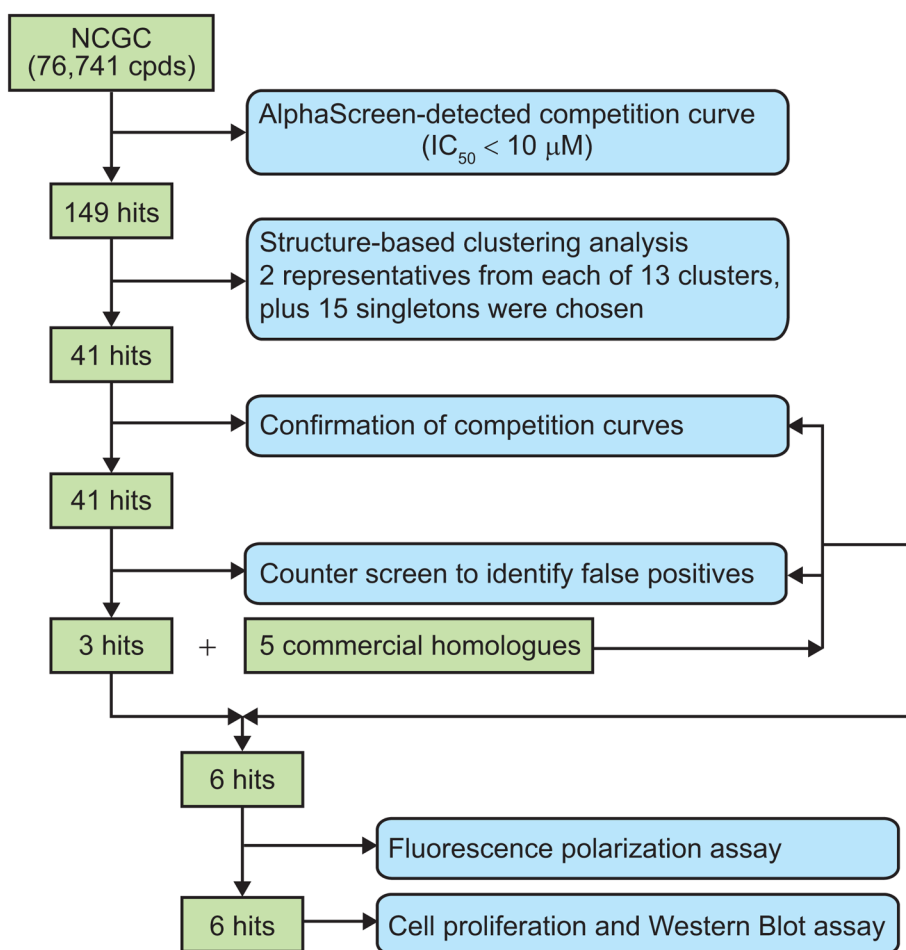 NCGC
(76,741 cpds)
AlphaScreen-detected competition curve
(IC50 < 10 μM)
149 hits
Structure-based clustering analysis
2 representatives from each of 13 clusters,
plus 15 singletons were chosen
41 hits
Confirmation of competition curves
41 hits
Counter screen to identify false positives
3 hits + 5 commercial homologues
6 hits
Fluorescence polarization assay
6 hits
Cell proliferation and Western Blot assay